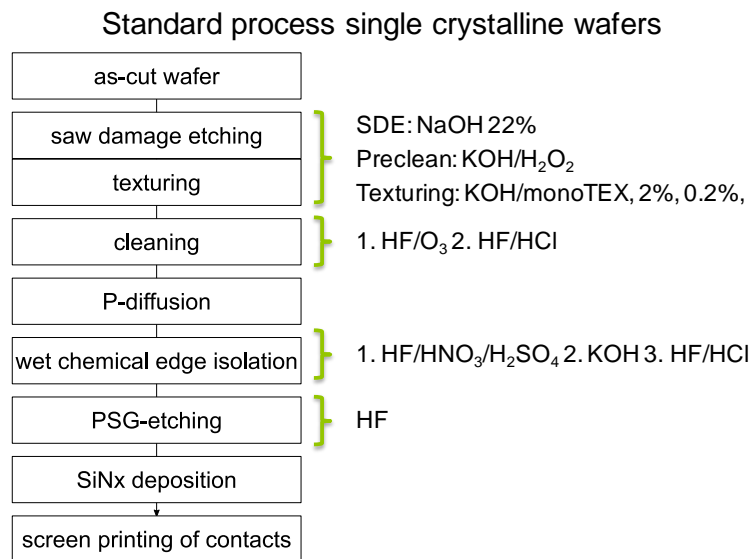 Standard process single crystalline wafers
as-cut wafer
saw damage etching
SDE: NaOH 22%
Preclean: KOH/H₂O₂
texturing
Texturing: KOH/monoTEX, 2%, 0.2%,
cleaning
1. HF/O₃ 2. HF/HCl
P-diffusion
wet chemical edge isolation
1. HF/HNO₃/H₂SO₄ 2. KOH 3. HF/HCl
PSG-etching
HF
SiNx deposition
screen printing of contacts